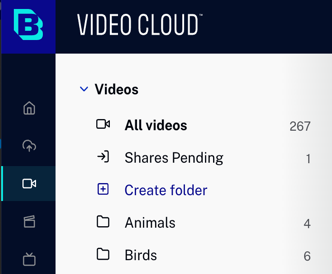 B
VIDEO CLOUD™
Videos
All videos 267
Shares Pending 1
Create folder
Animals 4
Birds 6